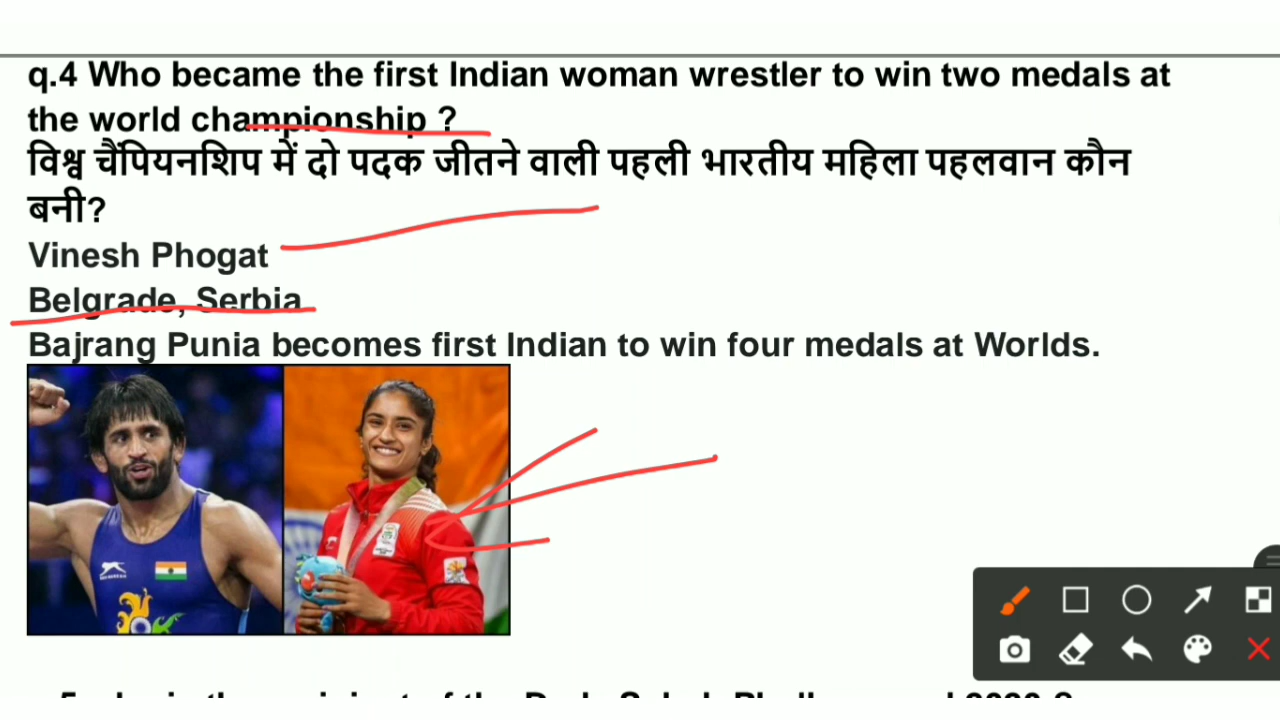 q.4 Who became the first Indian woman wrestler to win two medals at
the world championship ?
विश्व चैंपियनशिप में दो पदक जीतने वाली पहली भारतीय महिला पहलवान कौन
बनी?
Vinesh Phogat
Belgrade, Serbia
Bajrang Punia becomes first Indian to win four medals at Worlds.